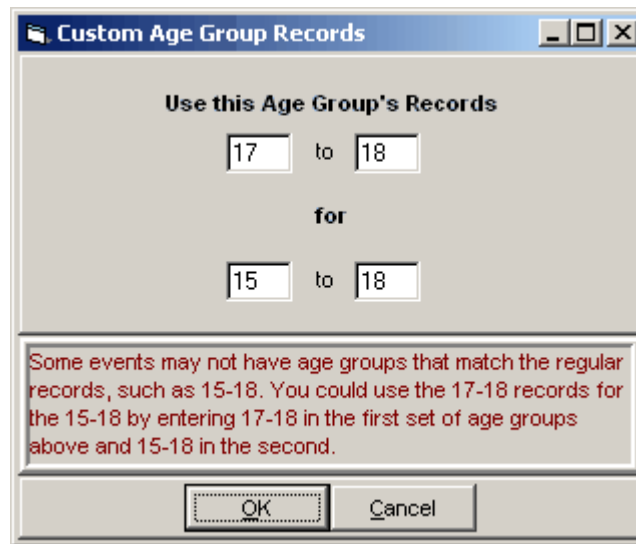 Custom Age Group Records
Use this Age Group's Records
17 to 18
for
15 to 18
Some events may not have age groups that match the regular
records, such as 15-18. You could use the 17-18 records for
the 15-18 by entering 17-18 in the first set of age groups
above and 15-18 in the second.
OK Cancel